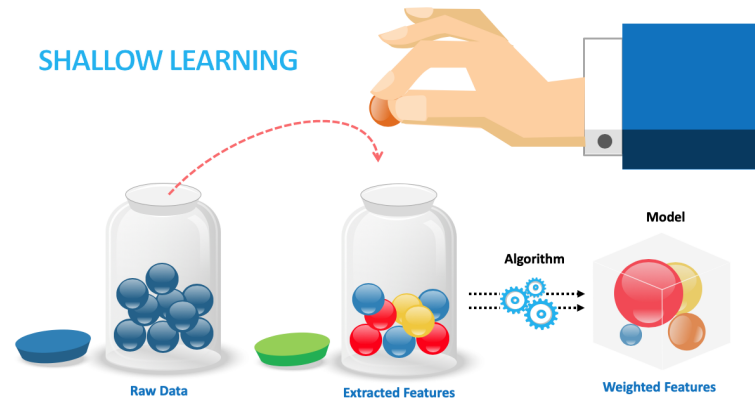 SHALLOW LEARNING
Model
Algorithm
Raw Data
Extracted Features
Weighted Features